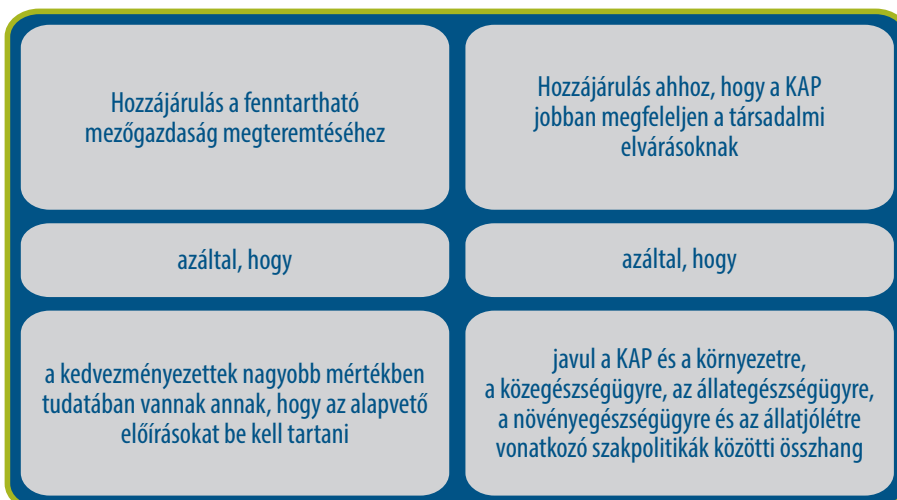 Hozzájárulás a fenntartható
mezőgazdaság megteremtéséhez
Hozzájárulás ahhoz, hogy a KAP
jobban megfeleljen a társadalmi
elvárásoknak
azáltal, hogy
azáltal, hogy
a kedvezményezettek nagyobb mértékben
tudatában vannak annak, hogy az alapvető
előírásokat be kell tartani
javul a KAP és a környezetre,
a közegészségügyre, az állategészségügyre,
a növényegészségügyre és az állatjólétre
vonatkozó szakpolitikák közötti összhang